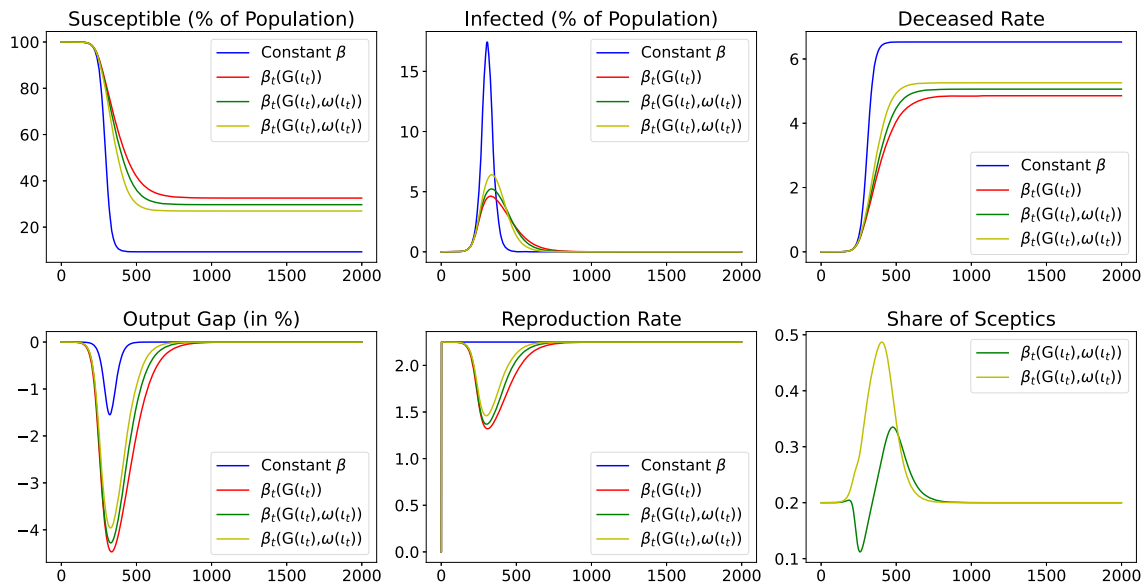 Susceptible (% of Population)
100
80
60
40
20
0
500
1000
1500
2000
Constant β
βₜ(G(ιₜ))
βₜ(G(ιₜ),ω(ιₜ))
βₜ(G(ιₜ),ω(ιₜ))
Infected (% of Population)
15
10
5
0
0
500
1000
1500
2000
Constant β
βₜ(G(ιₜ))
βₜ(G(ιₜ),ω(ιₜ))
βₜ(G(ιₜ),ω(ιₜ))
Deceased Rate
6
4
2
0
0
500
1000
1500
2000
Constant β
βₜ(G(ιₜ))
βₜ(G(ιₜ),ω(ιₜ))
βₜ(G(ιₜ),ω(ιₜ))
Output Gap (in %)
0
−1
−2
−3
−4
0
500
1000
1500
2000
Constant β
βₜ(G(ιₜ))
βₜ(G(ιₜ),ω(ιₜ))
βₜ(G(ιₜ),ω(ιₜ))
Reproduction Rate
2.0
1.5
1.0
0.5
0.0
0
500
1000
1500
2000
Constant β
βₜ(G(ιₜ))
βₜ(G(ιₜ),ω(ιₜ))
βₜ(G(ιₜ),ω(ιₜ))
Share of Sceptics
0.5
0.4
0.3
0.2
0.1
0
500
1000
1500
2000
βₜ(G(ιₜ),ω(ιₜ))
βₜ(G(ιₜ),ω(ιₜ))